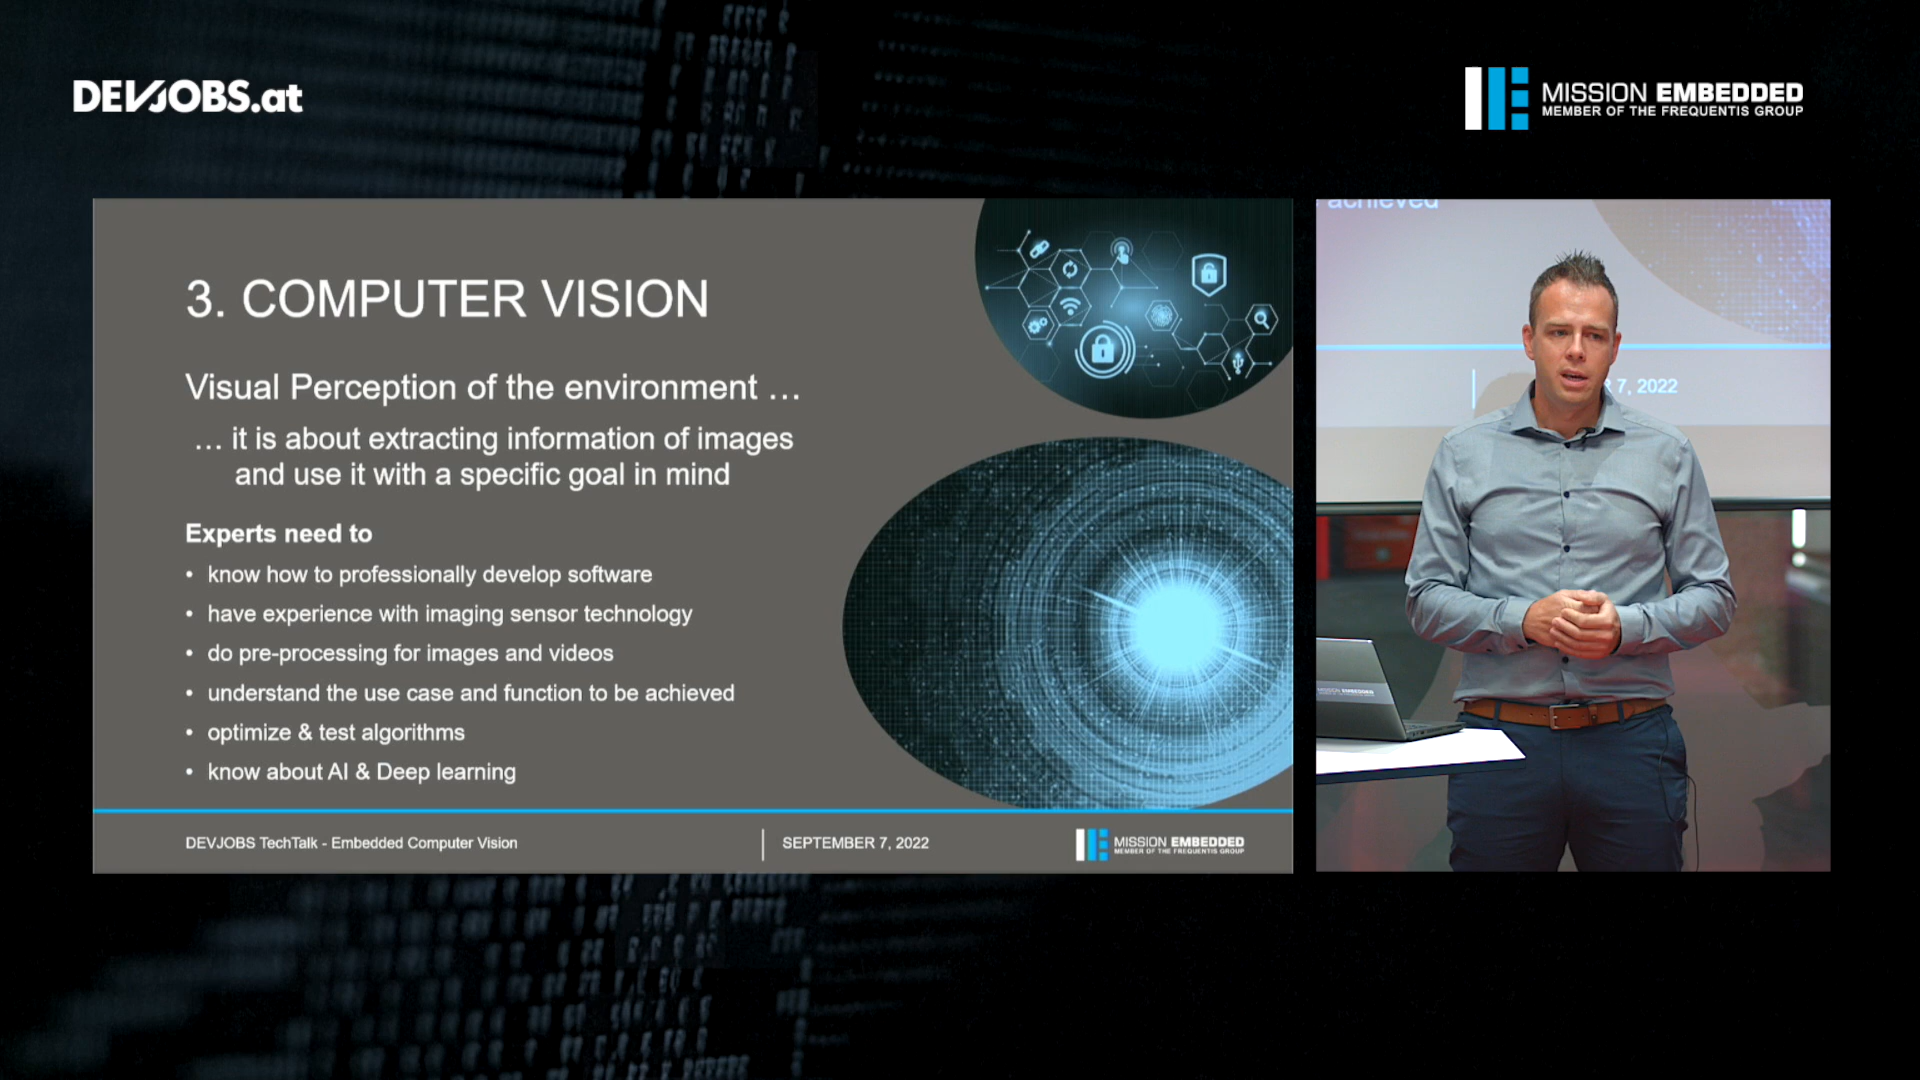 DEVJOBS.at
MISSION EMBEDDED
MEMBER OF THE FREQUENTIS GROUP
3. COMPUTER VISION
Visual Perception of the environment …
… it is about extracting information of images
and use it with a specific goal in mind
Experts need to
• know how to professionally develop software
• have experience with imaging sensor technology
• do pre-processing for images and videos
• understand the use case and function to be achieved
• optimize & test algorithms
• know about AI & Deep learning
DEVJOBS TechTalk - Embedded Computer Vision
SEPTEMBER 7, 2022
MISSION EMBEDDED
MEMBER OF THE FREQUENTIS GROUP
achieved
R 7, 2022
MISSION EMBEDDED